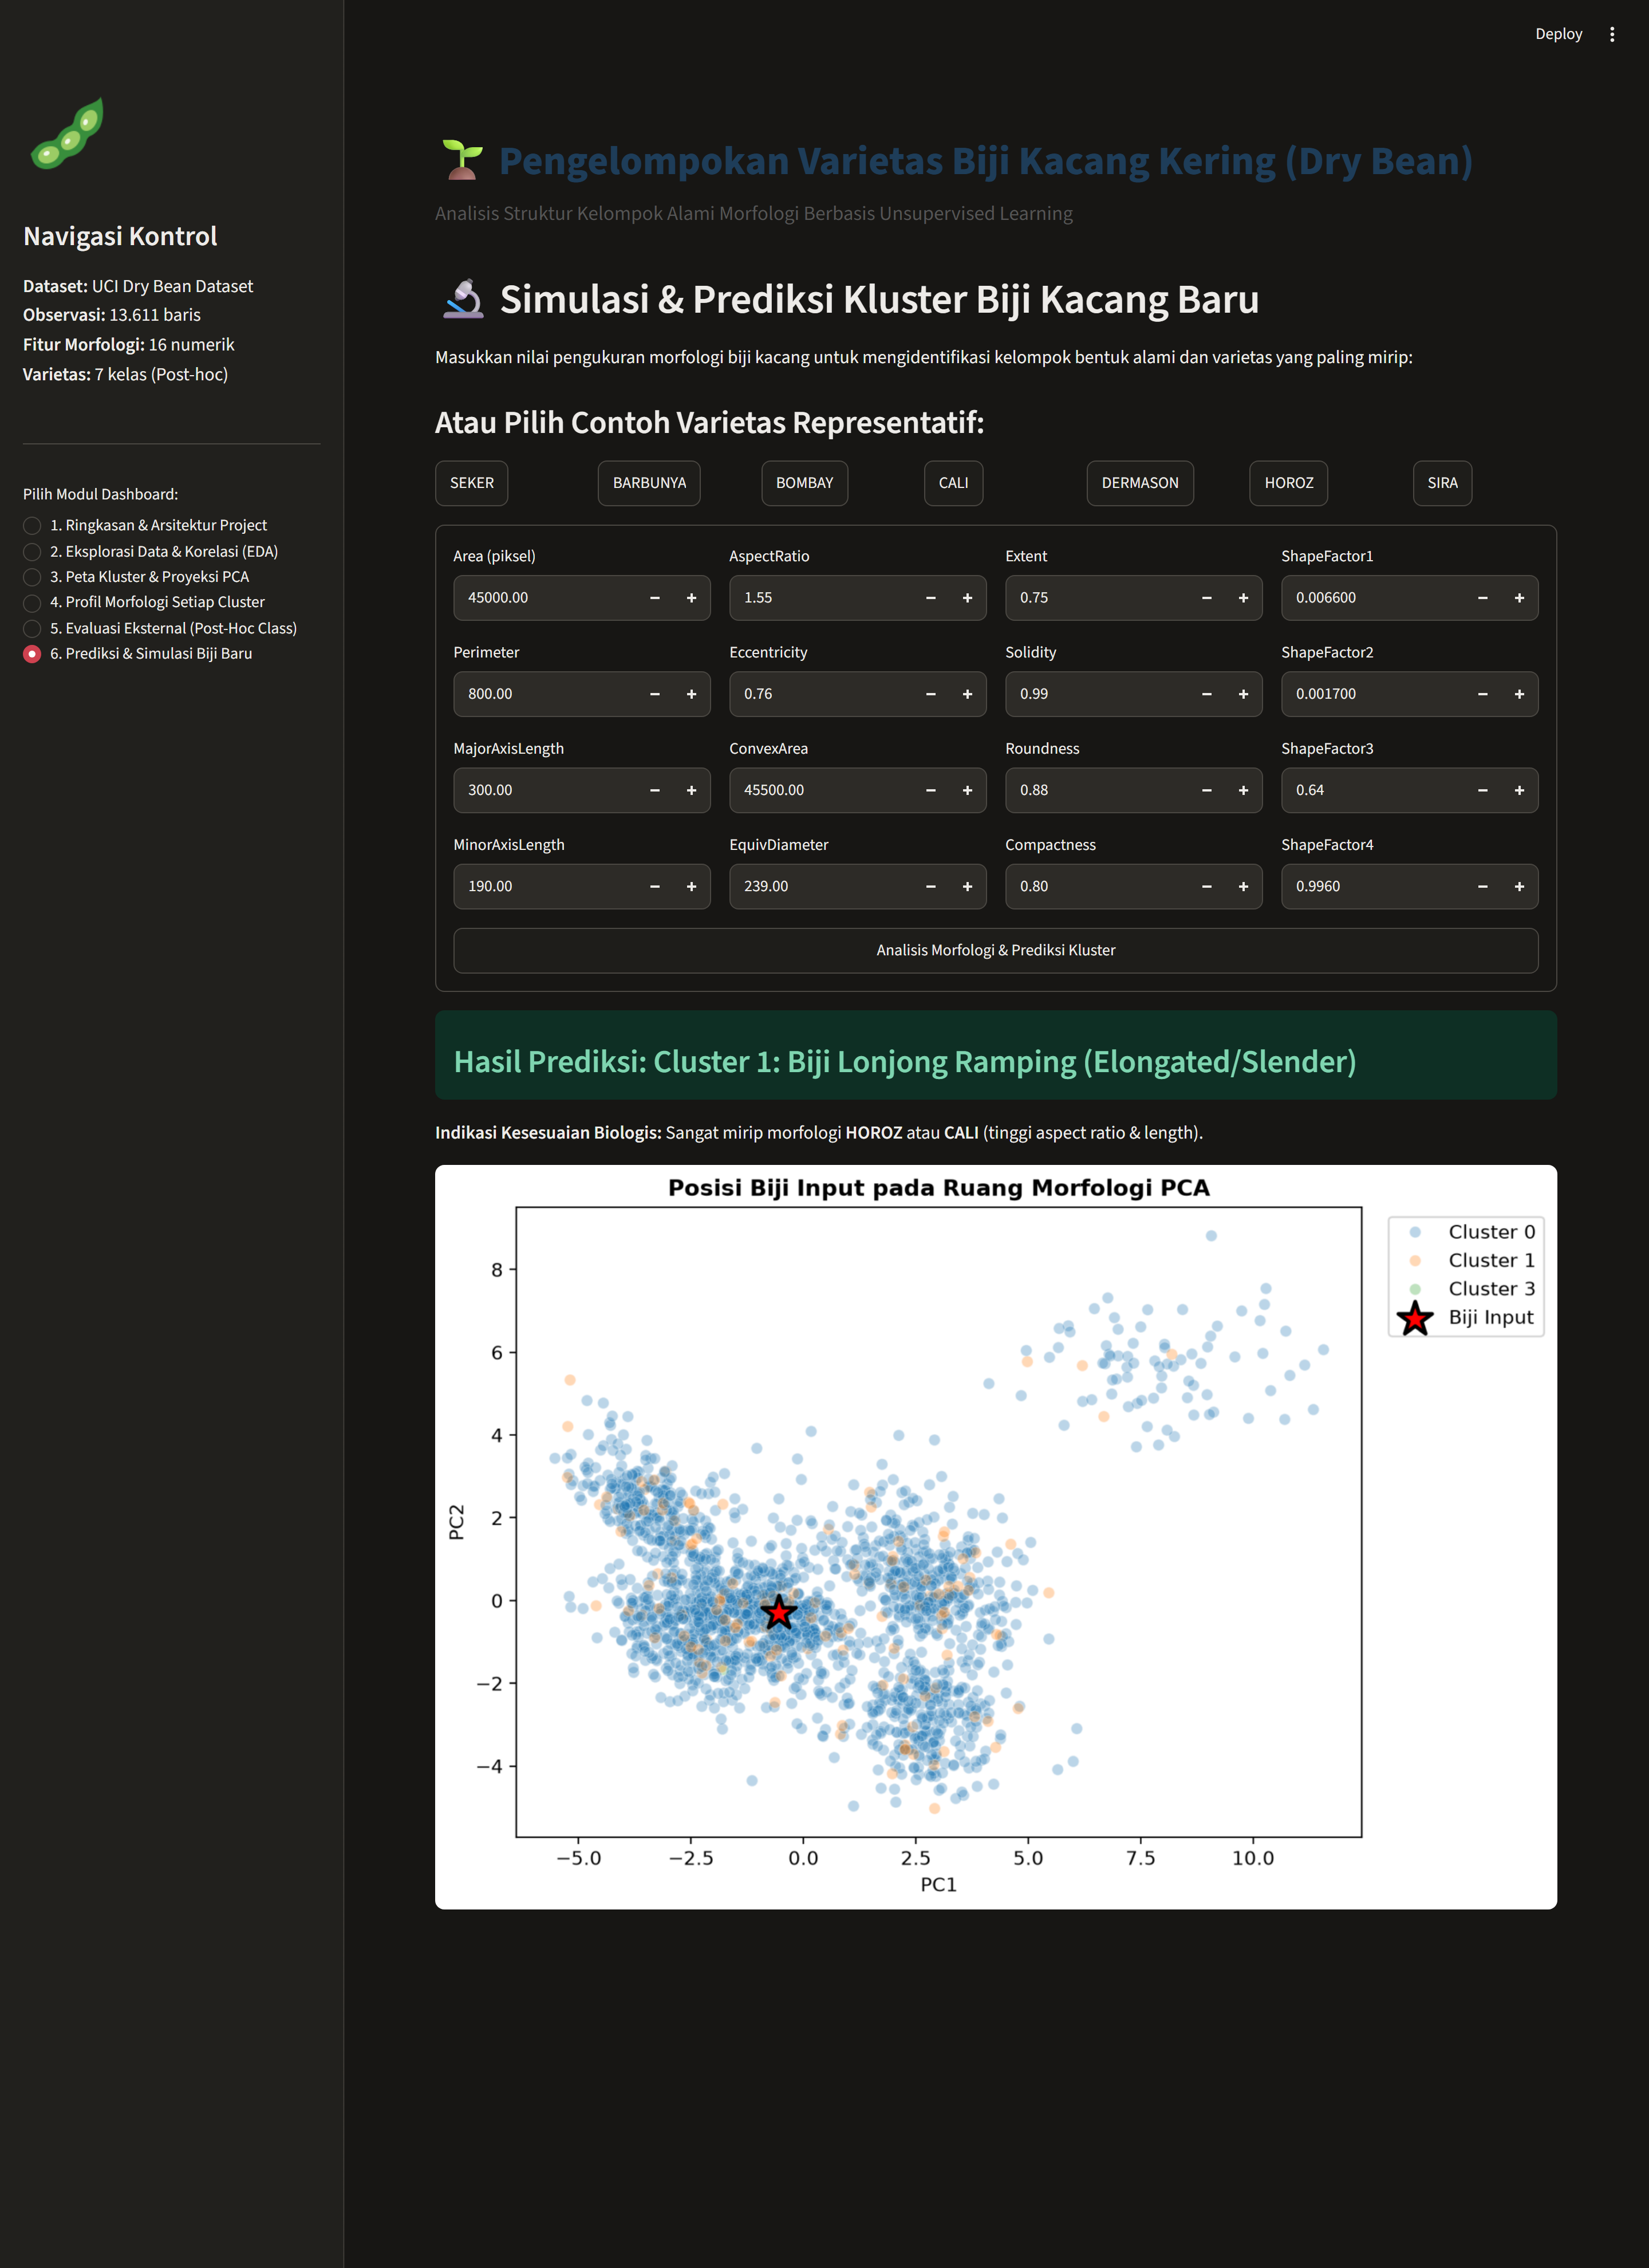 Deploy
Navigasi Kontrol
Dataset: UCI Dry Bean Dataset
Observasi: 13.611 baris
Fitur Morfologi: 16 numerik
Varietas: 7 kelas (Post-hoc)
Pilih Modul Dashboard:
1. Ringkasan & Arsitektur Project
2. Eksplorasi Data & Korelasi (EDA)
3. Peta Kluster & Proyeksi PCA
4. Profil Morfologi Setiap Cluster
5. Evaluasi Eksternal (Post-Hoc Class)
6. Prediksi & Simulasi Biji Baru
Pengelompokan Varietas Biji Kacang Kering (Dry Bean)
Analisis Struktur Kelompok Alami Morfologi Berbasis Unsupervised Learning
Simulasi & Prediksi Kluster Biji Kacang Baru
Masukkan nilai pengukuran morfologi biji kacang untuk mengidentifikasi kelompok bentuk alami dan varietas yang paling mirip:
Atau Pilih Contoh Varietas Representatif:
SEKER BARBUNYA BOMBAY CALI DERMASON HOROZ SIRA
Area (piksel) AspectRatio Extent ShapeFactor1
45000.00 − + 1.55 − + 0.75 − + 0.006600 − +
Perimeter Eccentricity Solidity ShapeFactor2
800.00 − + 0.76 − + 0.99 − + 0.001700 − +
MajorAxisLength ConvexArea Roundness ShapeFactor3
300.00 − + 45500.00 − + 0.88 − + 0.64 − +
MinorAxisLength EquivDiameter Compactness ShapeFactor4
190.00 − + 239.00 − + 0.80 − + 0.9960 − +
Analisis Morfologi & Prediksi Kluster
Hasil Prediksi: Cluster 1: Biji Lonjong Ramping (Elongated/Slender)
Indikasi Kesesuaian Biologis: Sangat mirip morfologi HOROZ atau CALI (tinggi aspect ratio & length).
Posisi Biji Input pada Ruang Morfologi PCA
Cluster 0
Cluster 1
Cluster 3
Biji Input
8
6
4
2
0
−2
−4
PC2
−5.0 −2.5 0.0 2.5 5.0 7.5 10.0
PC1